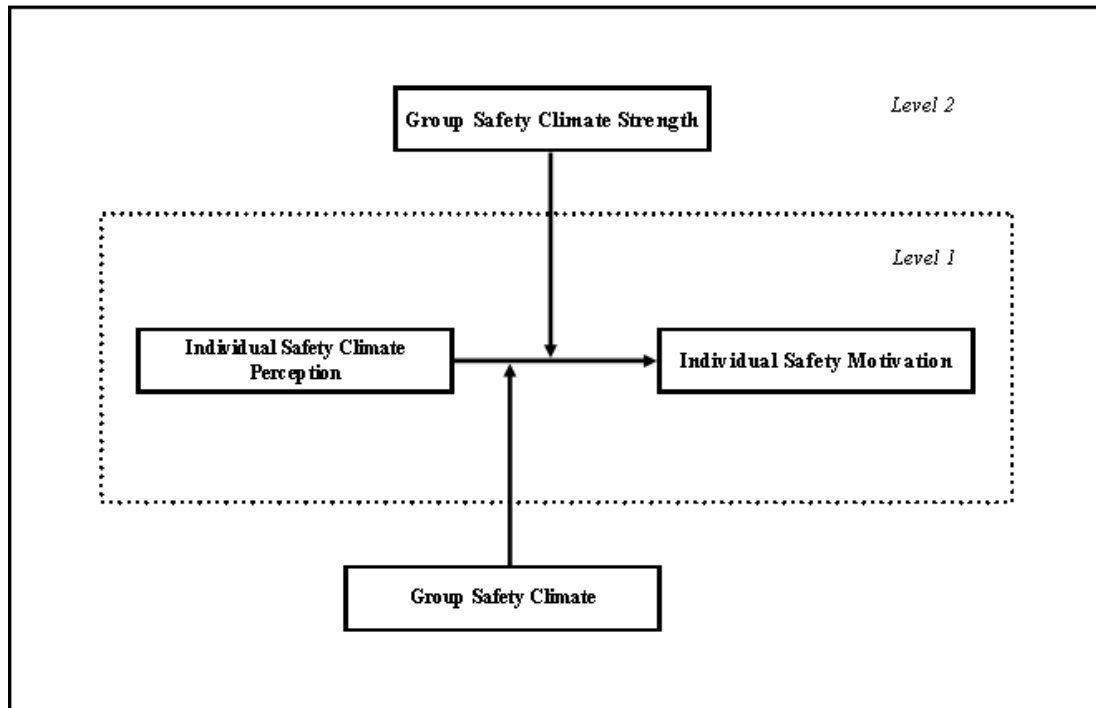 Level 2
Group Safety Climate Strength
Level 1
Individual Safety Climate
Perception
Individual Safety Motivation
Group Safety Climate